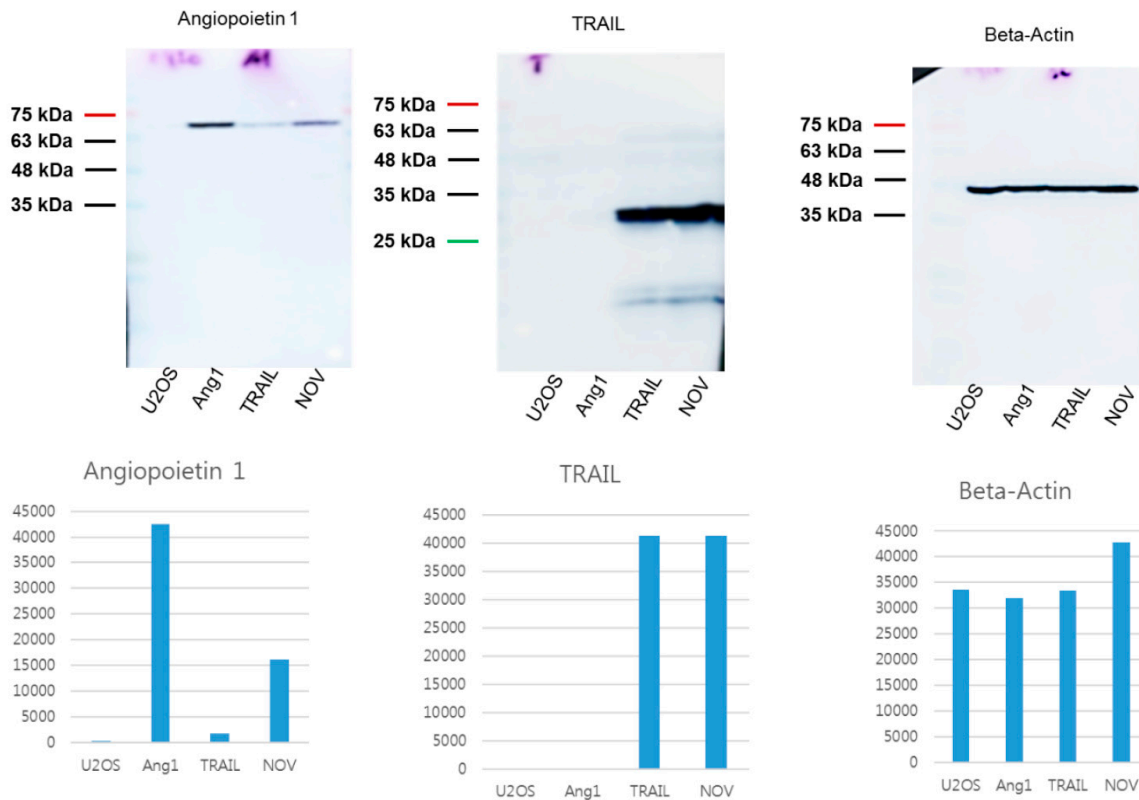 Angiopoietin 1
75 kDa
63 kDa
48 kDa
35 kDa
U2OS Ang1 TRAIL NOV
TRAIL
75 kDa
63 kDa
48 kDa
35 kDa
25 kDa
U2OS Ang1 TRAIL NOV
Beta-Actin
75 kDa
63 kDa
48 kDa
35 kDa
U2OS Ang1 TRAIL NOV
Angiopoietin 1
45000
40000
35000
30000
25000
20000
15000
10000
5000
0
U2OS Ang1 TRAIL NOV
TRAIL
45000
40000
35000
30000
25000
20000
15000
10000
5000
0
U2OS Ang1 TRAIL NOV
Beta-Actin
45000
40000
35000
30000
25000
20000
15000
10000
5000
0
U2OS Ang1 TRAIL NOV